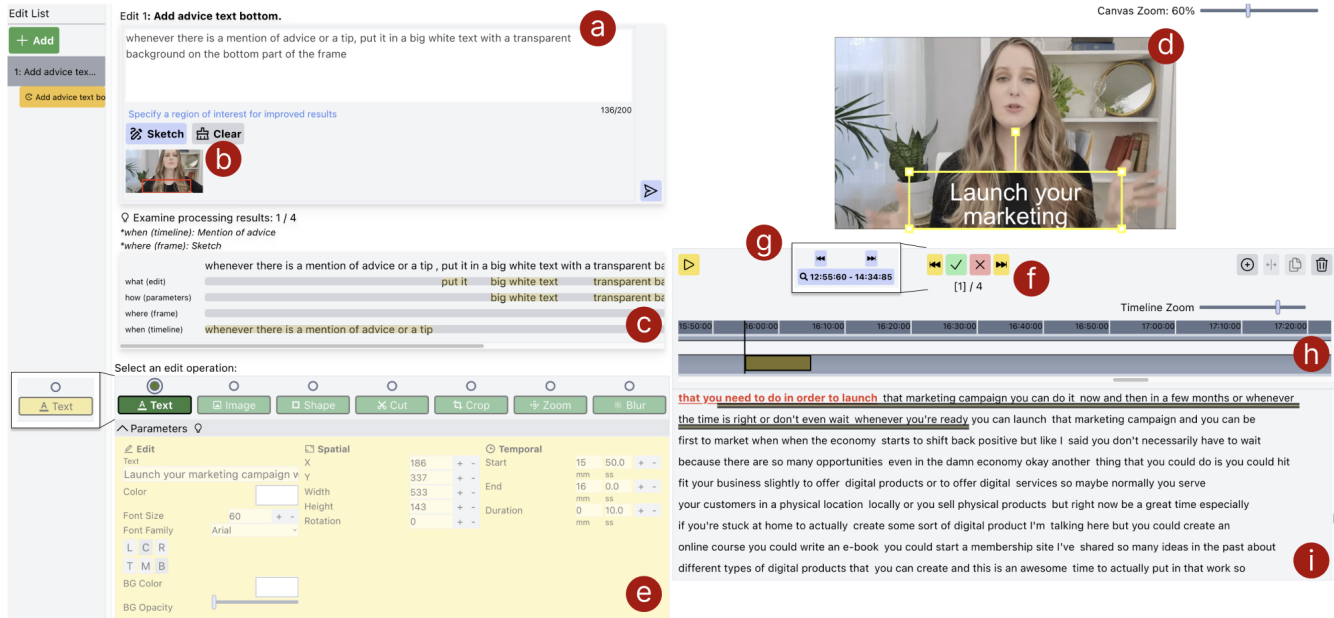 Edit List
+ Add
1: Add advice tex...
Add advice text bo
Edit 1: Add advice text bottom.
a
whenever there is a mention of advice or a tip, put it in a big white text with a transparent
background on the bottom part of the frame
Specify a region of interest for improved results
136/200
Sketch
Clear
b
Examine processing results: 1 / 4
*when (timeline): Mention of advice
*where (frame): Sketch
whenever there is a mention of advice or a tip , put it in a big white text with a transparent ba
what (edit)
put it
how (parameters)
big white text
transparent ba
where (frame)
when (timeline)
whenever there is a mention of advice or a tip
c
Select an edit operation:
A Text
A Text
Image
Shape
Cut
Crop
Zoom
Blur
Parameters
Edit
Text
Launch your marketing campaign w
Color
Font Size
60
+ -
Font Family
Arial
L C R
T M B
BG Color
BG Opacity
Spatial
X
186
+ -
Y
337
+ -
Width
533
+ -
Height
143
+ -
Rotation
0
+ -
Temporal
Start
15
50.0
+ -
mm
ss
End
16
0.0
+ -
mm
ss
Duration
0
10.0
+ -
mm
ss
e
Canvas Zoom: 60%
d
Launch your
marketing
g
12:55:60 - 14:34:85
[1] / 4
f
Timeline Zoom
15:50:00
16:00:00
16:10:00
16:20:00
16:30:00
16:40:00
16:50:00
17:00:00
17:10:00
17:20:00
h
that you need to do in order to launch that marketing campaign you can do it now and then in a few months or whenever
the time is right or don't even wait whenever you're ready you can launch that marketing campaign and you can be
first to market when when the economy starts to shift back positive but like I said you don't necessarily have to wait
because there are so many opportunities even in the damn economy okay another thing that you could do is you could hit
fit your business slightly to offer digital products or to offer digital services so maybe normally you serve
your customers in a physical location locally or you sell physical products but right now be a great time especially
if you're stuck at home to actually create some sort of digital product I'm talking here but you could create an
online course you could write an e-book you could start a membership site I've shared so many ideas in the past about
different types of digital products that you can create and this is an awesome time to actually put in that work so
i